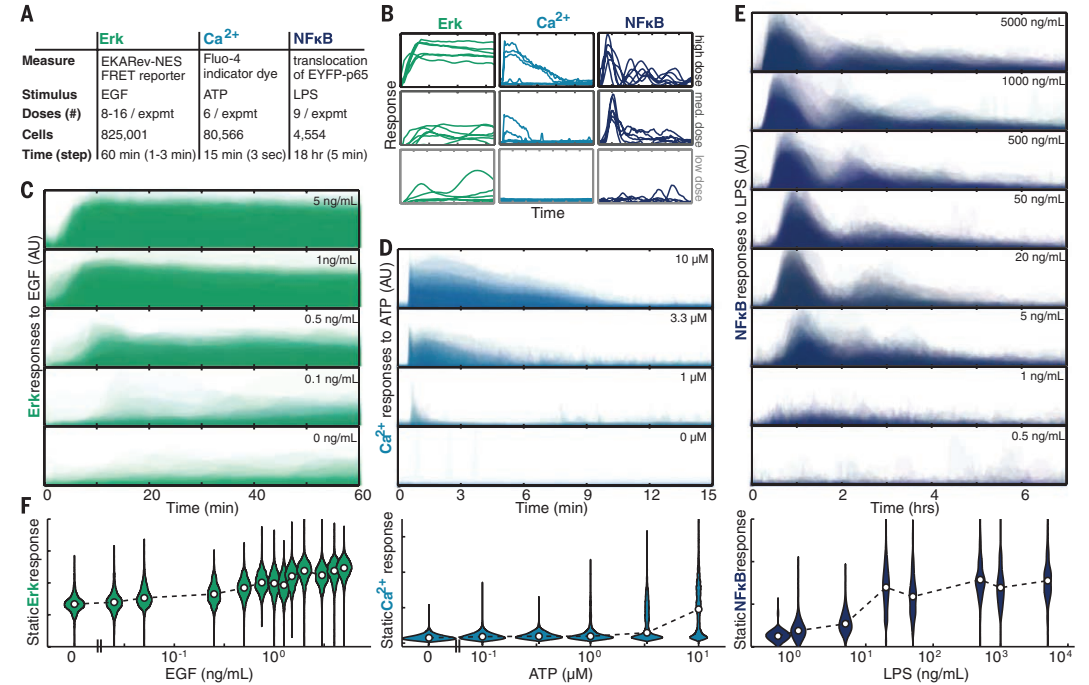 A
Erk Ca2+ NFκB
Measure EKARev-NES Fluo-4 translocation
FRET reporter indicator dye of EYFP-p65
Stimulus EGF ATP LPS
Doses (#) 8-16 / expmt 6 / expmt 9 / expmt
Cells 825,001 80,566 4,554
Time (step) 60 min (1-3 min) 15 min (3 sec) 18 hr (5 min)
B
Erk Ca2+ NFκB
Response
high dose
med. dose
low dose
Time
C
Erk responses to EGF (AU)
5 ng/mL
1ng/mL
0.5 ng/mL
0.1 ng/mL
0 ng/mL
0 20 40 60
Time (min)
D
Ca2+ responses to ATP (AU)
10 µM
3.3 µM
1 µM
0 µM
0 3 6 9 12 15
Time (min)
E
NFκB responses to LPS (AU)
5000 ng/mL
1000 ng/mL
500 ng/mL
50 ng/mL
20 ng/mL
5 ng/mL
1 ng/mL
0.5 ng/mL
0 2 4 6
Time (hrs)
F
Static Erk response
0 10-1 100
EGF (ng/mL)
Static Ca2+ response
0 10-1 100 101
ATP (µM)
Static NFκB response
100 101 102 103 104
LPS (ng/mL)